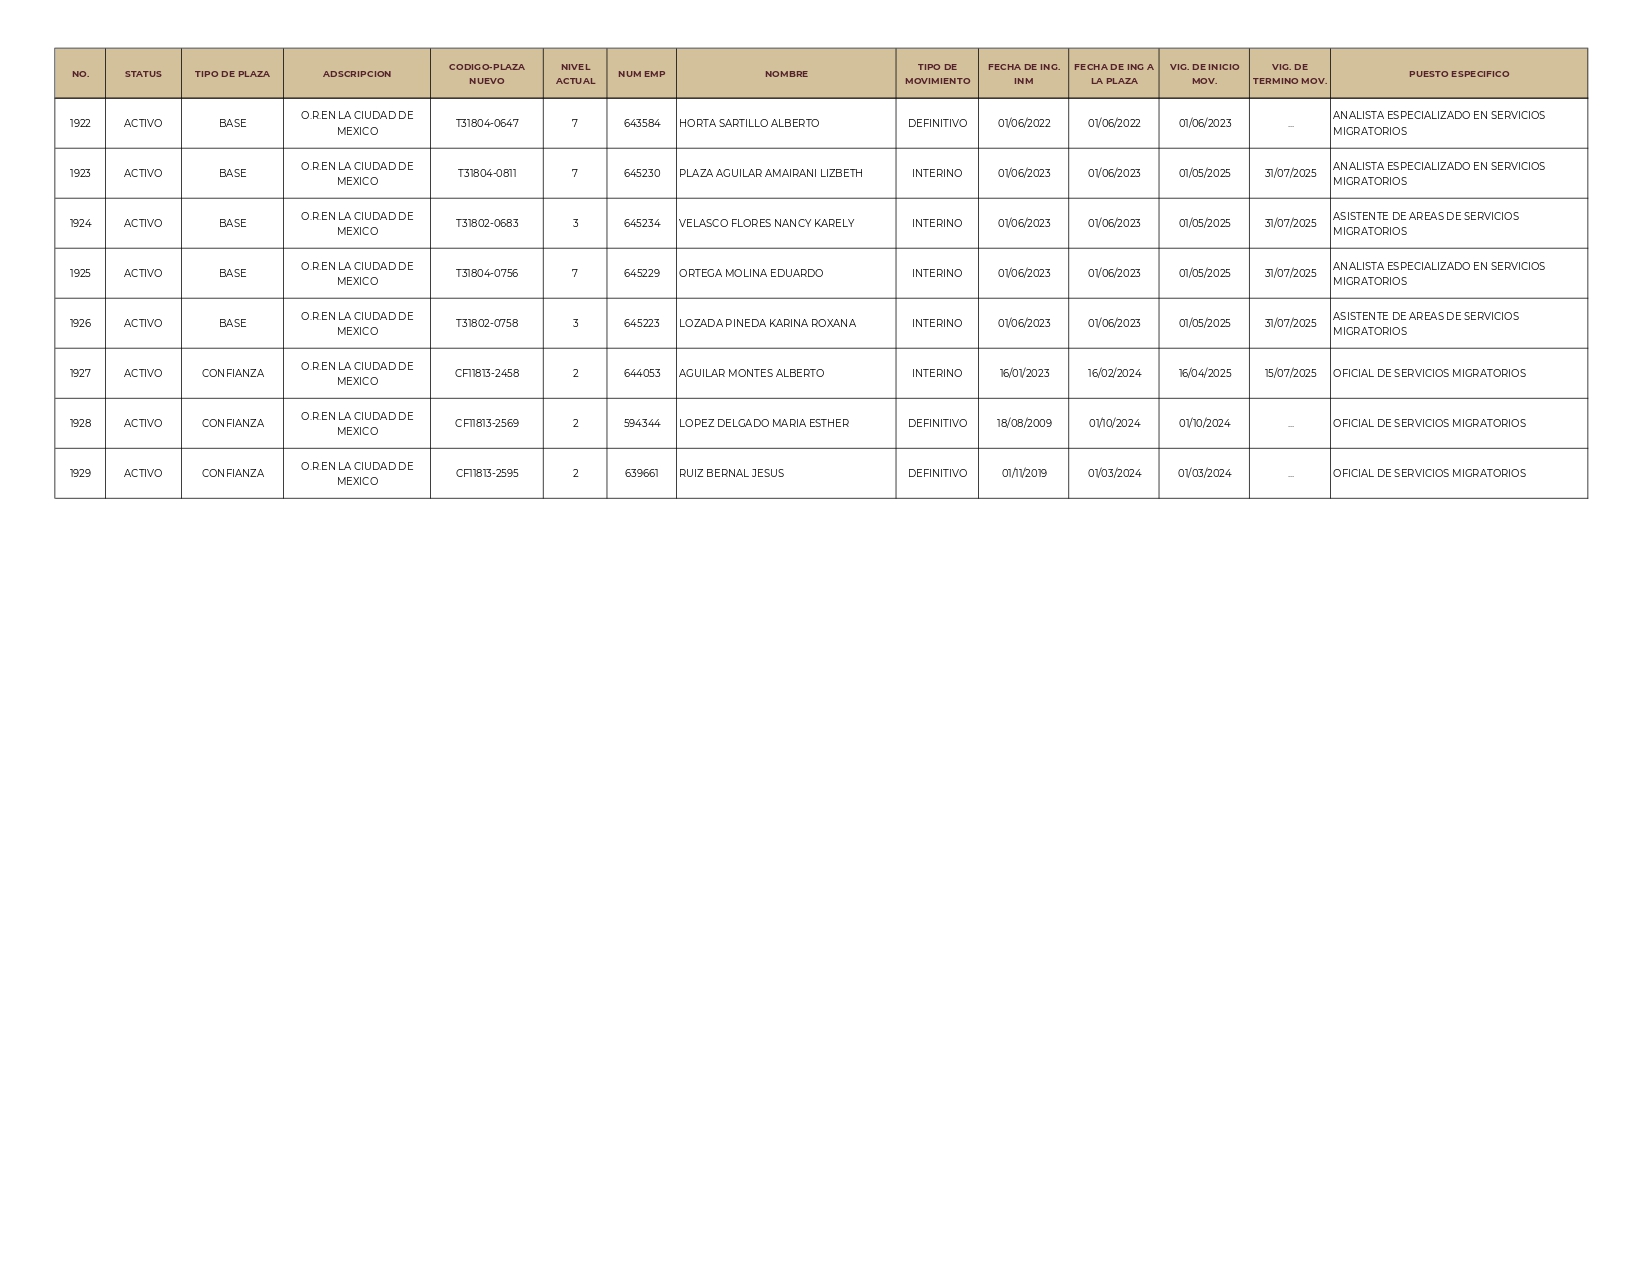 NO. STATUS TIPO DE PLAZA ADSCRIPCION CODIGO-PLAZA NUEVO NIVEL ACTUAL NUM EMP NOMBRE TIPO DE MOVIMIENTO FECHA DE ING. INM FECHA DE ING A LA PLAZA VIG. DE INICIO MOV. VIG. DE TERMINO MOV. PUESTO ESPECIFICO
1922 ACTIVO BASE O.R.EN LA CIUDAD DE MEXICO T31804-0647 7 643584 HORTA SARTILLO ALBERTO DEFINITIVO 01/06/2022 01/06/2022 01/06/2023 ... ANALISTA ESPECIALIZADO EN SERVICIOS MIGRATORIOS
1923 ACTIVO BASE O.R.EN LA CIUDAD DE MEXICO T31804-0811 7 645230 PLAZA AGUILAR AMAIRANI LIZBETH INTERINO 01/06/2023 01/06/2023 01/05/2025 31/07/2025 ANALISTA ESPECIALIZADO EN SERVICIOS MIGRATORIOS
1924 ACTIVO BASE O.R.EN LA CIUDAD DE MEXICO T31802-0683 3 645234 VELASCO FLORES NANCY KARELY INTERINO 01/06/2023 01/06/2023 01/05/2025 31/07/2025 ASISTENTE DE AREAS DE SERVICIOS MIGRATORIOS
1925 ACTIVO BASE O.R.EN LA CIUDAD DE MEXICO T31804-0756 7 645229 ORTEGA MOLINA EDUARDO INTERINO 01/06/2023 01/06/2023 01/05/2025 31/07/2025 ANALISTA ESPECIALIZADO EN SERVICIOS MIGRATORIOS
1926 ACTIVO BASE O.R.EN LA CIUDAD DE MEXICO T31802-0758 3 645223 LOZADA PINEDA KARINA ROXANA INTERINO 01/06/2023 01/06/2023 01/05/2025 31/07/2025 ASISTENTE DE AREAS DE SERVICIOS MIGRATORIOS
1927 ACTIVO CONFIANZA O.R.EN LA CIUDAD DE MEXICO CF11813-2458 2 644053 AGUILAR MONTES ALBERTO INTERINO 16/01/2023 16/02/2024 16/04/2025 15/07/2025 OFICIAL DE SERVICIOS MIGRATORIOS
1928 ACTIVO CONFIANZA O.R.EN LA CIUDAD DE MEXICO CF11813-2569 2 594344 LOPEZ DELGADO MARIA ESTHER DEFINITIVO 18/08/2009 01/10/2024 01/10/2024 ... OFICIAL DE SERVICIOS MIGRATORIOS
1929 ACTIVO CONFIANZA O.R.EN LA CIUDAD DE MEXICO CF11813-2595 2 639661 RUIZ BERNAL JESUS DEFINITIVO 01/11/2019 01/03/2024 01/03/2024 ... OFICIAL DE SERVICIOS MIGRATORIOS